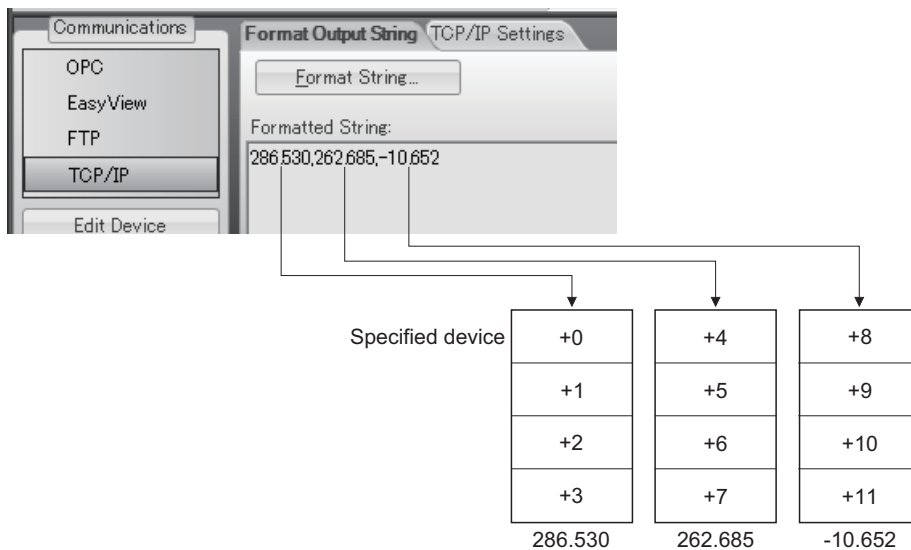 Communications
OPC
EasyView
FTP
TCP/IP
Edit Device
Format Output String TCP/IP Settings
Format String...
Formatted String:
286.530,262.685,-10.652
Specified device +0 +4 +8
+1 +5 +9
+2 +6 +10
+3 +7 +11
286.530 262.685 -10.652